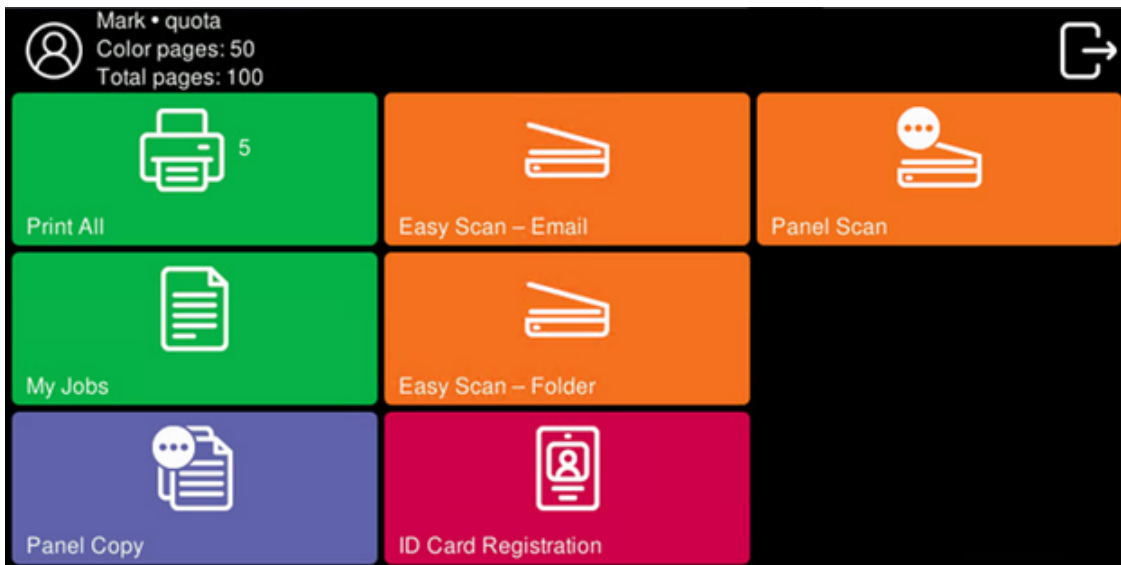 Mark • quota
Color pages: 50
Total pages: 100
5
Print All
Easy Scan – Email
Panel Scan
My Jobs
Easy Scan – Folder
Panel Copy
ID Card Registration